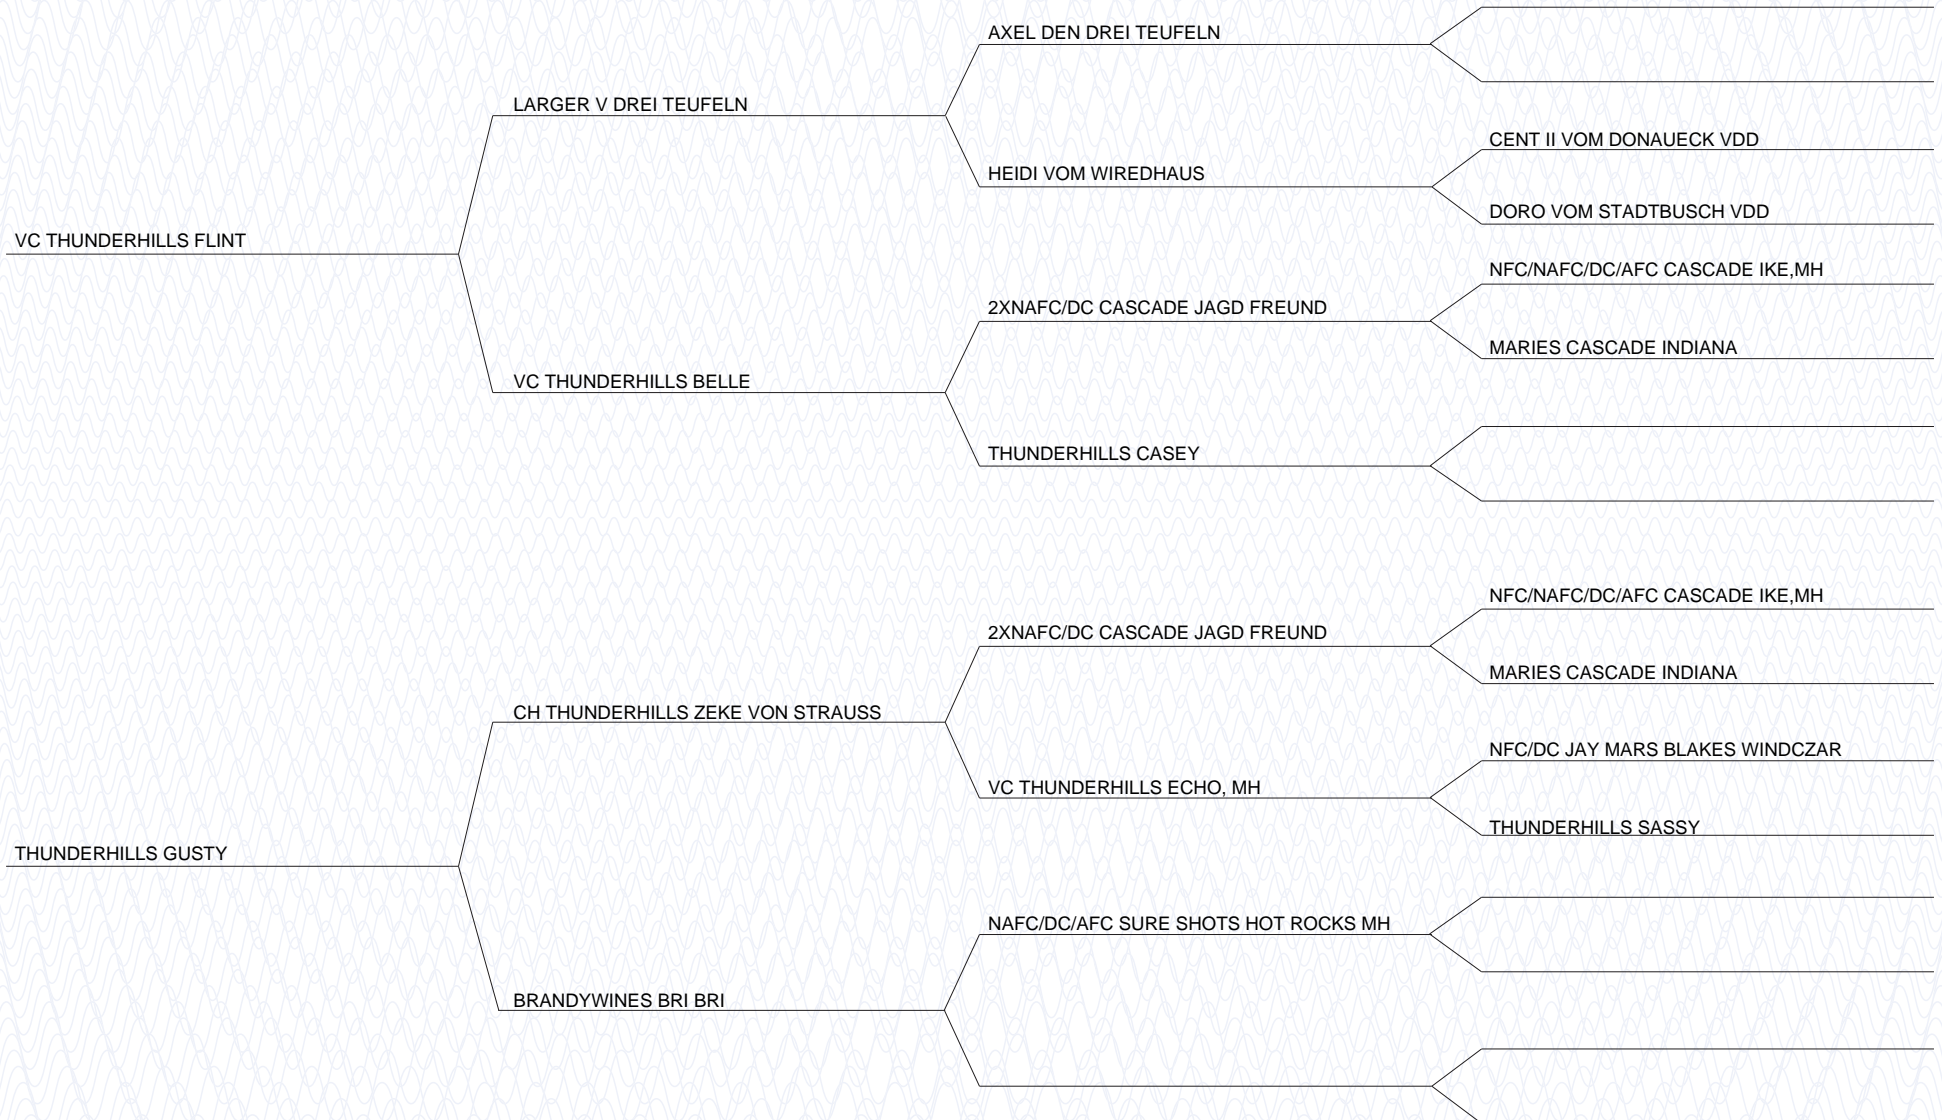 AXEL DEN DREI TEUFELN
LARGER V DREI TEUFELN
CENT II VOM DONAUECK VDD
HEIDI VOM WIREDHAUS
DORO VOM STADTBUSCH VDD
VC THUNDERHILLS FLINT
NFC/NAFC/DC/AFC CASCADE IKE,MH
2XNAFC/DC CASCADE JAGD FREUND
MARIES CASCADE INDIANA
VC THUNDERHILLS BELLE
THUNDERHILLS CASEY
NFC/NAFC/DC/AFC CASCADE IKE,MH
2XNAFC/DC CASCADE JAGD FREUND
MARIES CASCADE INDIANA
CH THUNDERHILLS ZEKE VON STRAUSS
NFC/DC JAY MARS BLAKES WINDCZAR
VC THUNDERHILLS ECHO, MH
THUNDERHILLS SASSY
THUNDERHILLS GUSTY
NAFC/DC/AFC SURE SHOTS HOT ROCKS MH
BRANDYWINES BRI BRI